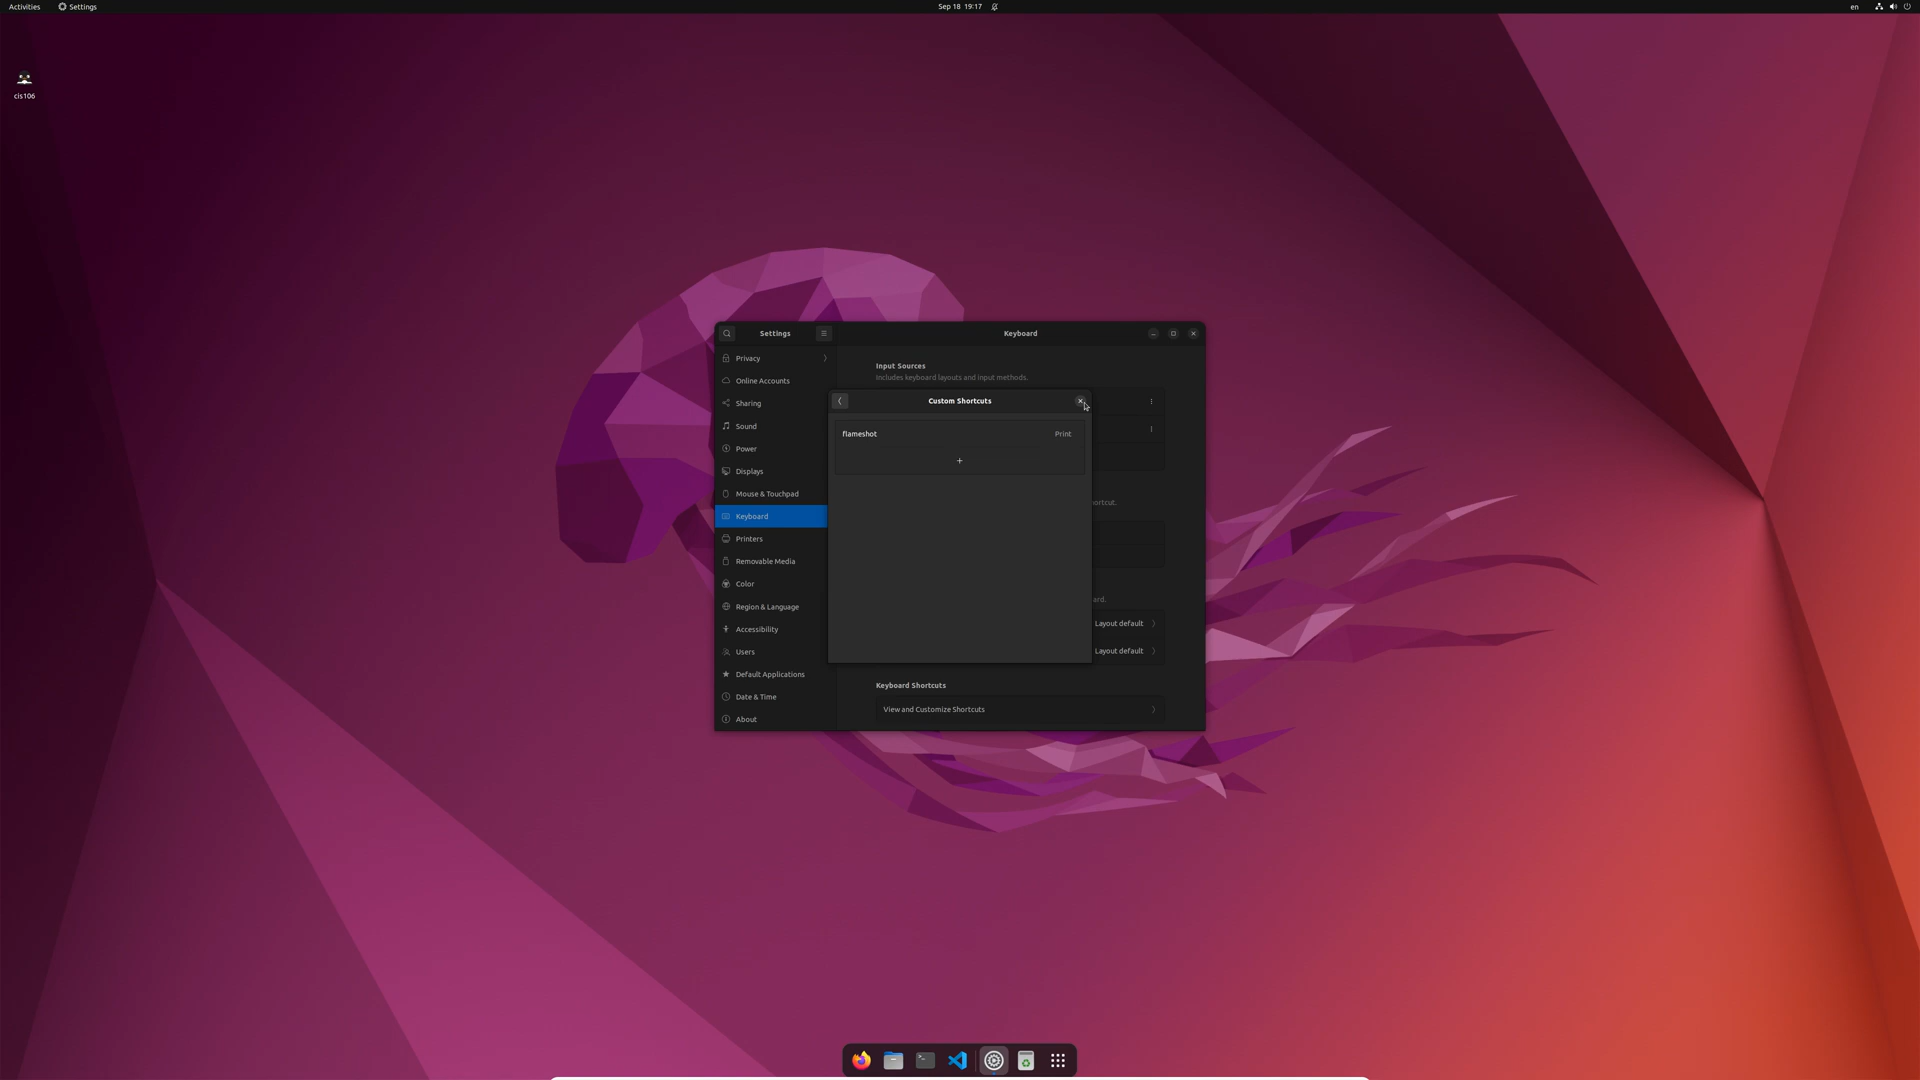 Activities
Settings
Sep 18 19:17
en
cis106
Settings
Keyboard
Privacy
Online Accounts
Sharing
Sound
Power
Displays
Mouse & Touchpad
Keyboard
Printers
Removable Media
Color
Region & Language
Accessibility
Users
Default Applications
Date & Time
About
Input Sources
Includes keyboard layouts and input methods.
Custom Shortcuts
flameshot Print
+
ortcut.
ard.
Layout default
Layout default
Keyboard Shortcuts
View and Customize Shortcuts